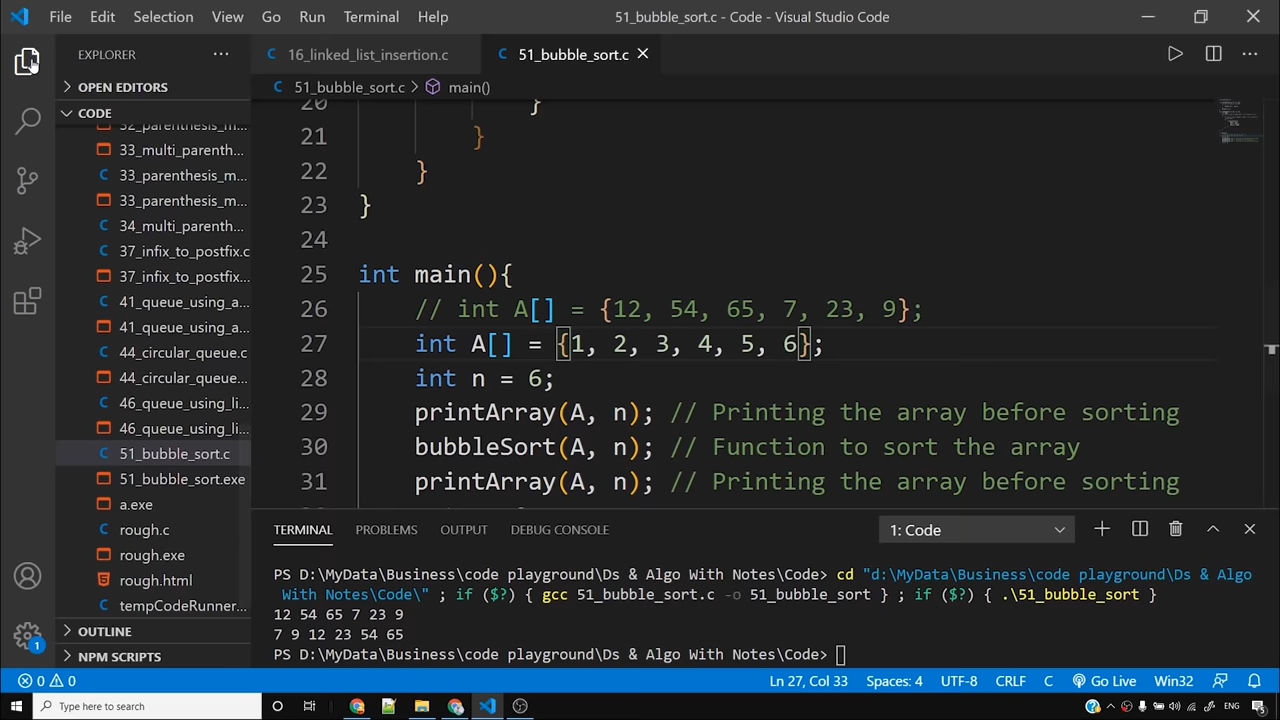 File Edit Selection View Go Run Terminal Help 51_bubble_sort.c - Code - Visual Studio Code
EXPLORER
16_linked_list_insertion.c 51_bubble_sort.c
OPEN EDITORS
51_bubble_sort.c > main()
CODE
32_parenthesis_m...
33_multi_parenth...
33_parenthesis_m...
33_parenthesis_m...
34_multi_parenth...
37_infix_to_postfix.c
37_infix_to_postfix...
41_queue_using_a...
41_queue_using_a...
44_circular_queue.c
44_circular_queue...
46_queue_using_li...
46_queue_using_li...
51_bubble_sort.c
51_bubble_sort.exe
a.exe
rough.c
rough.exe
rough.html
tempCodeRunner...
OUTLINE
NPM SCRIPTS
20 }
21 }
22 }
23 }
24
25 int main(){
26 // int A[] = {12, 54, 65, 7, 23, 9};
27 int A[] = {1, 2, 3, 4, 5, 6};
28 int n = 6;
29 printArray(A, n); // Printing the array before sorting
30 bubbleSort(A, n); // Function to sort the array
31 printArray(A, n); // Printing the array before sorting
TERMINAL PROBLEMS OUTPUT DEBUG CONSOLE 1: Code
PS D:\MyData\Business\code playground\Ds & Algo With Notes\Code> cd "d:\MyData\Business\code playground\Ds & Algo
With Notes\Code\" ; if ($?) { gcc 51_bubble_sort.c -o 51_bubble_sort } ; if ($?) { .\51_bubble_sort }
12 54 65 7 23 9
7 9 12 23 54 65
PS D:\MyData\Business\code playground\Ds & Algo With Notes\Code>
1
0 0 Ln 27, Col 33 Spaces: 4 UTF-8 CRLF C Go Live Win32
Type here to search ENG